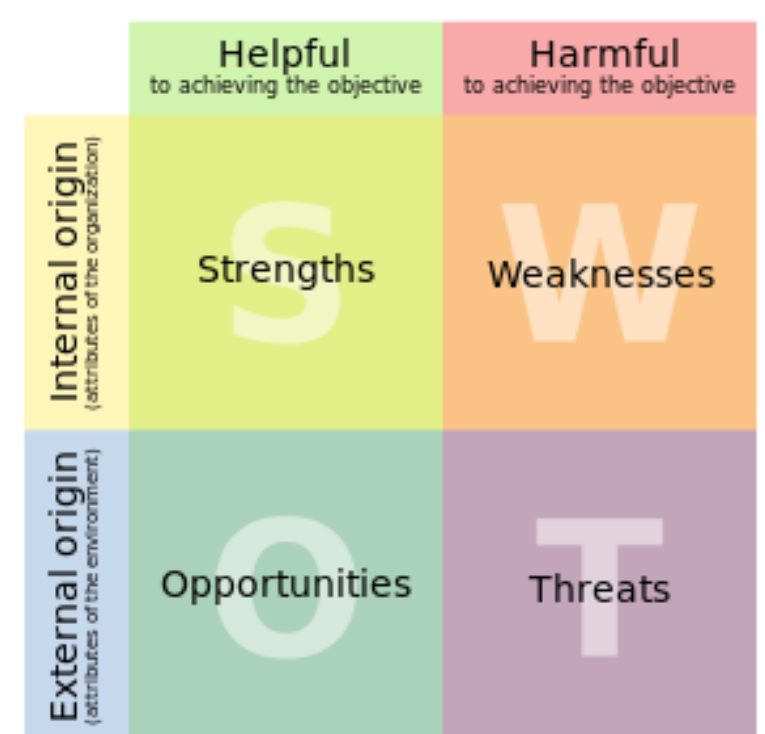 Helpful
to achieving the objective
Harmful
to achieving the objective
Internal origin
(attributes of the organization)
S
Strengths
W
Weaknesses
External origin
(attributes of the environment)
O
Opportunities
T
Threats